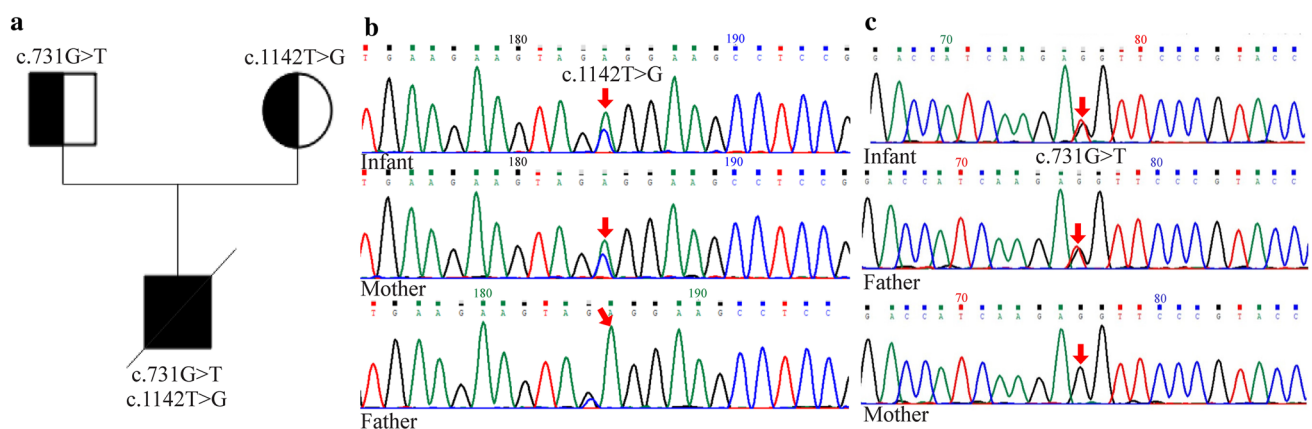 a
c.731G>T
c.1142T>G
c.731G>T
c.1142T>G
b
180 190
T G A A G A A G T A G A G G A A G C C T C C G
c.1142T>G
Infant
180 190
T G A A G A A G T A G A G G A A G C C T C C G
Mother
180 190
T G A A G A A G T A G A G G A A G C C T C C
Father
c
70 80
G A C C A T C A A G A G G T T C C C G T A C C
Infant
c.731G>T
70 80
G A C C A T C A A G A G G T T C C C G T A C C
Father
70 80
G A C C A T C A A G A G G T T C C C G T A C C
Mother